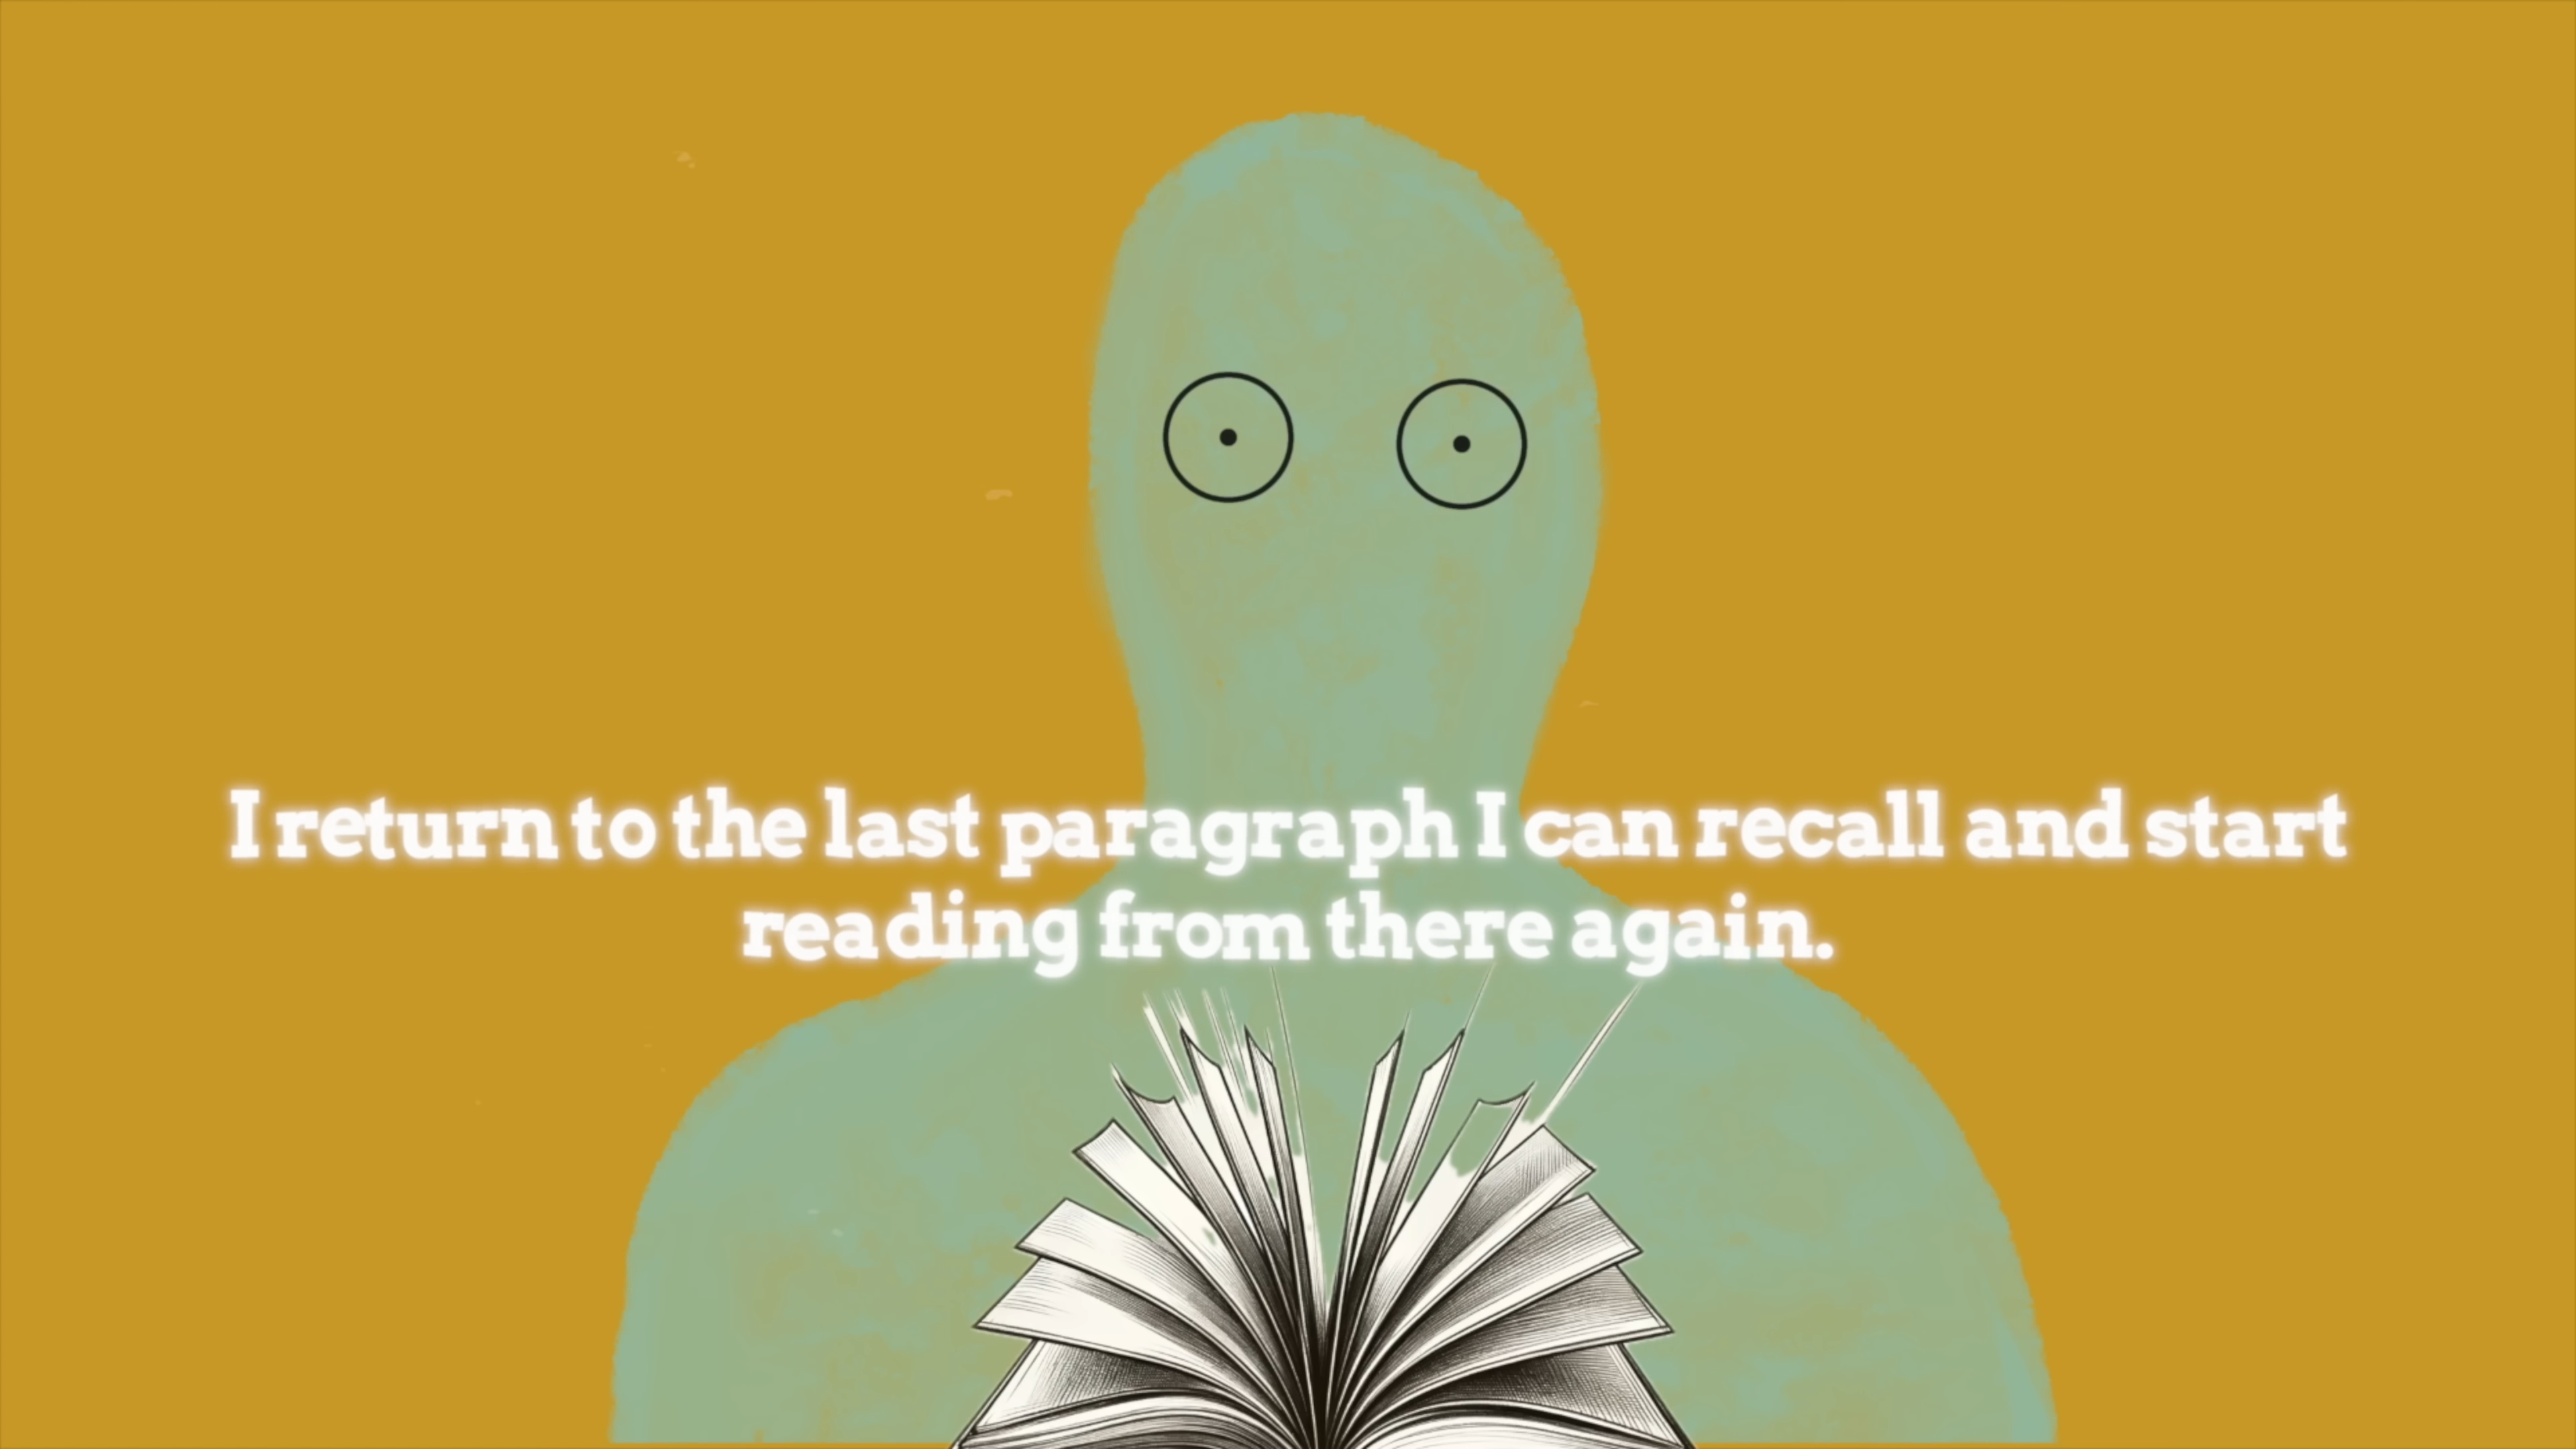 I return to the last paragraph I can recall and start
reading from there again.